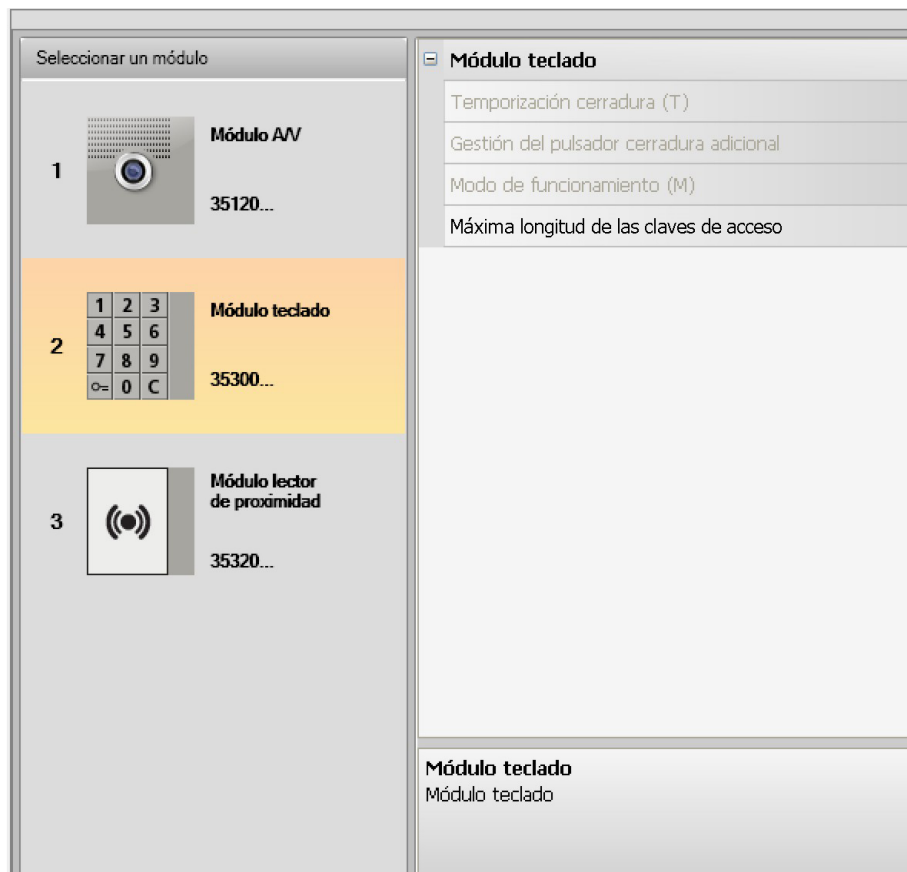 Seleccionar un módulo
1
Módulo A/V
35120...
2
1 2 3
4 5 6
7 8 9
0 C
Módulo teclado
35300...
3
Módulo lector
de proximidad
35320...
Módulo teclado
Temporización cerradura (T)
Gestión del pulsador cerradura adicional
Modo de funcionamiento (M)
Máxima longitud de las claves de acceso
Módulo teclado
Módulo teclado